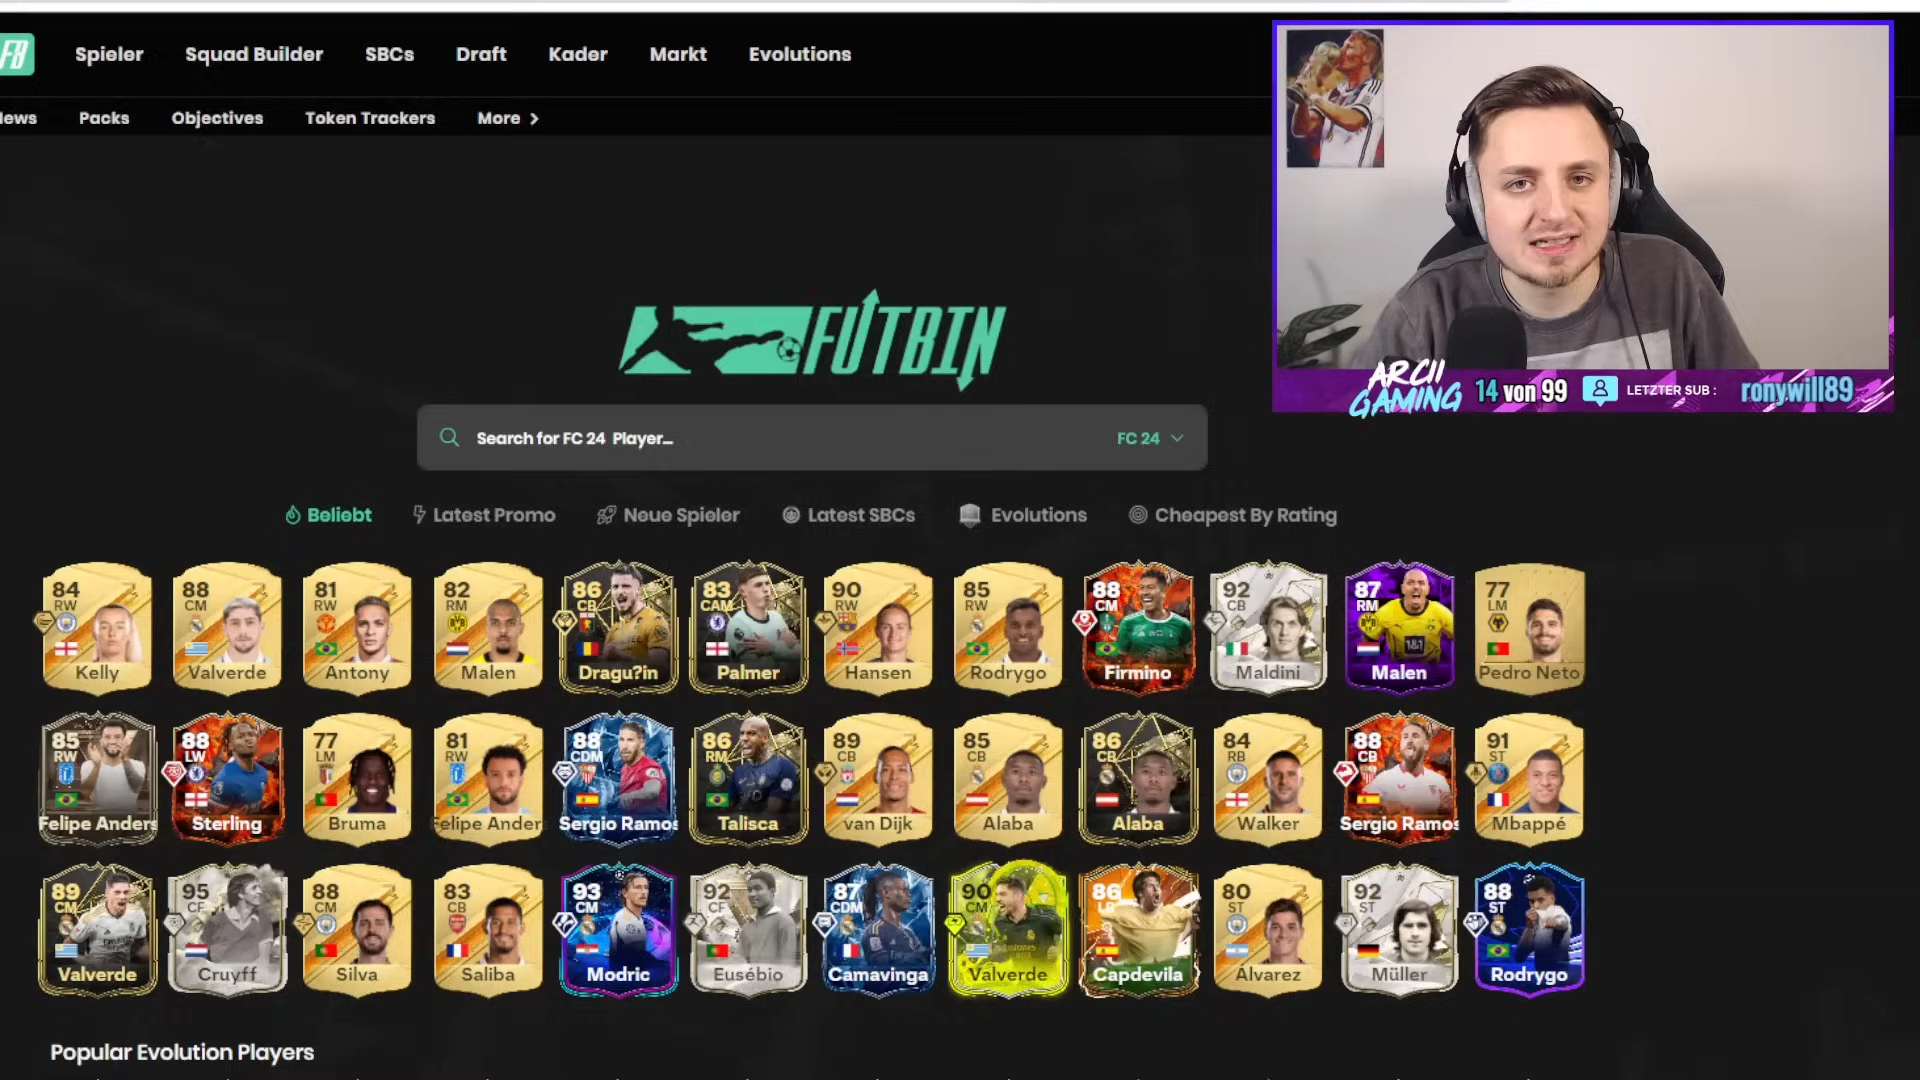 F8
Spieler Squad Builder SBCs Draft Kader Markt Evolutions
lews Packs Objectives Token Trackers More
FUTBIN
Search for FC 24 Player...
FC 24
ARCII
GAMING
14 von 99
LETZTER SUB :
ronywill89
Beliebt Latest Promo Neue Spieler Latest SBCs Evolutions Cheapest By Rating
84 88 81 82 86 83 90 85 88 92 87 77
RW CM RW RM CB CAM RW RW CM CB RM LM
Kelly Valverde Antony Malen Dragu?in Palmer Hansen Rodrygo Firmino Maldini Malen Pedro Neto
85 88 77 81 88 86 89 85 86 84 88 91
RW LW LM RW CDM RM CB CB CB RB CB ST
Felipe Anders Sterling Bruma Felipe Ander Sergio Ramos Talisca van Dijk Alaba Alaba Walker Sergio Ramos Mbappé
89 95 88 83 93 92 87 90 86 80 92 88
CM CF CM CB CM CF CDM CM ST ST ST
Valverde Cruyff Silva Saliba Modric Eusébio Camavinga Valverde Capdevila Álvarez Müller Rodrygo
Popular Evolution Players